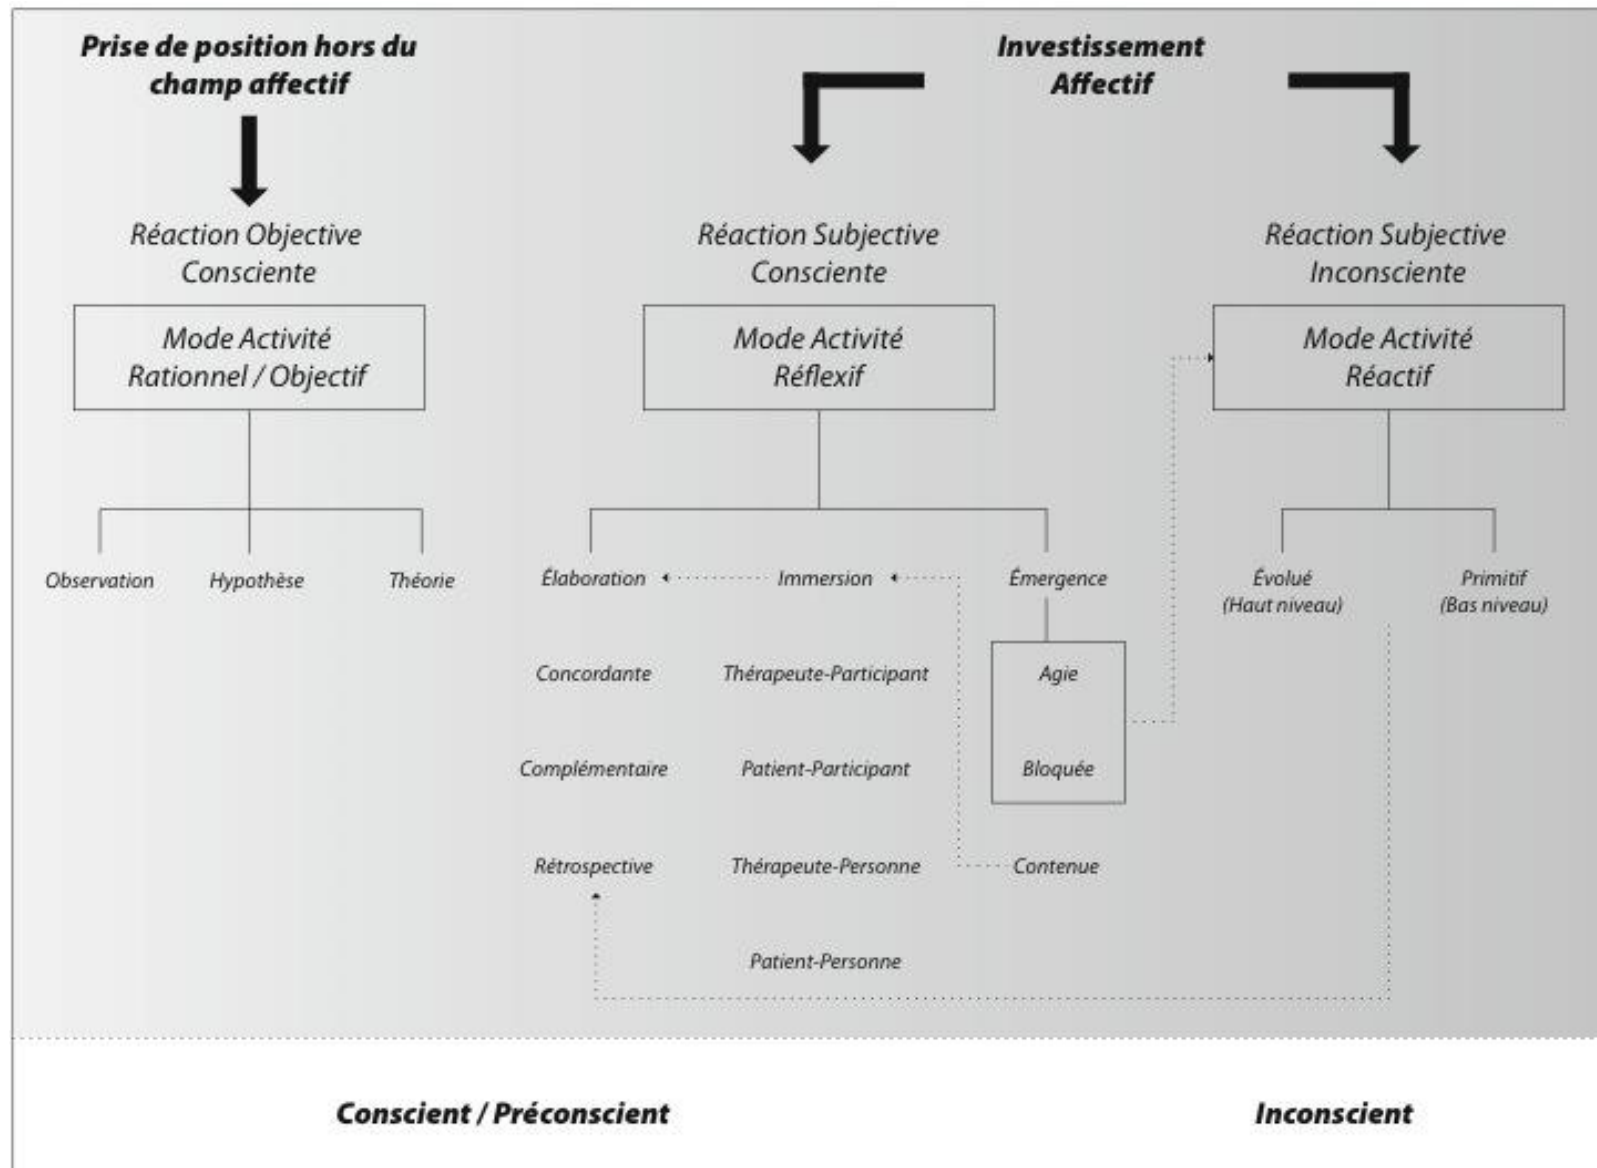 Prise de position hors du
champ affectif
Investissement
Affectif
Réaction Objective
Consciente
Réaction Subjective
Consciente
Réaction Subjective
Inconsciente
Mode Activité
Rationnel / Objectif
Mode Activité
Réflexif
Mode Activité
Réactif
Observation
Hypothèse
Théorie
Élaboration
Immersion
Émergence
Évolué
(Haut niveau)
Primitif
(Bas niveau)
Concordante
Thérapeute-Participant
Agie
Complémentaire
Patient-Participant
Bloquée
Rétrospective
Thérapeute-Personne
Contenue
Patient-Personne
Conscient / Préconscient
Inconscient